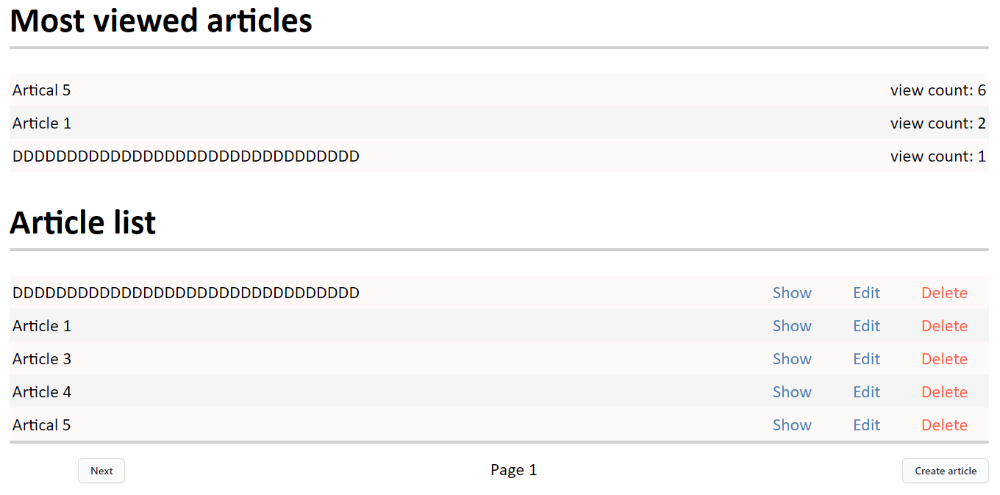 Most viewed articles
Artical 5 view count: 6
Article 1 view count: 2
DDDDDDDDDDDDDDDDDDDDDDDDDDDDDDDD view count: 1
Article list
DDDDDDDDDDDDDDDDDDDDDDDDDDDDDDDD Show Edit Delete
Article 1 Show Edit Delete
Article 3 Show Edit Delete
Article 4 Show Edit Delete
Artical 5 Show Edit Delete
Next Page 1 Create article